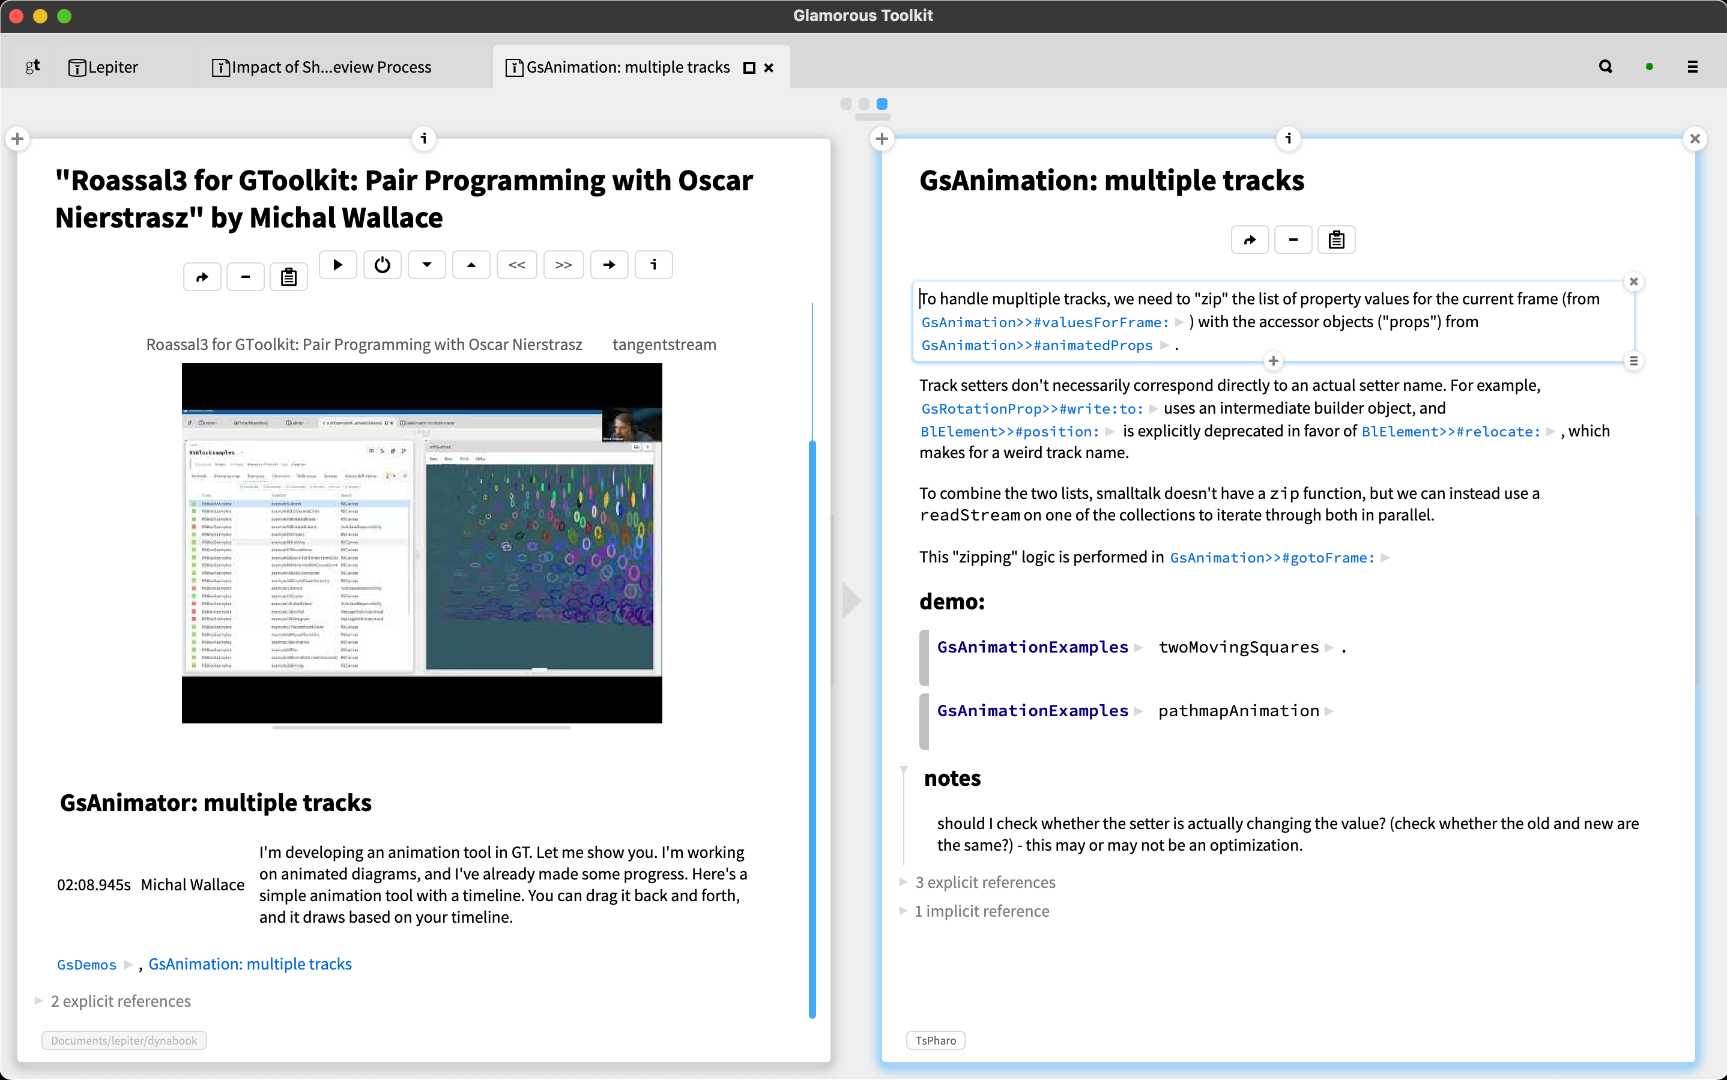 Glamorous Toolkit
gt
Lepiter
Impact of Sh...eview Process
GsAnimation: multiple tracks
"Roassal3 for GToolkit: Pair Programming with Oscar
Nierstrasz" by Michal Wallace
<<
>>
i
Roassal3 for GToolkit: Pair Programming with Oscar Nierstrasz
tangentstream
GsAnimator: multiple tracks
02:08.945s
Michal Wallace
I'm developing an animation tool in GT. Let me show you. I'm working
on animated diagrams, and I've already made some progress. Here's a
simple animation tool with a timeline. You can drag it back and forth,
and it draws based on your timeline.
GsDemos , GsAnimation: multiple tracks
2 explicit references
Documents/lepiter/dynabook
GsAnimation: multiple tracks
To handle mupltiple tracks, we need to "zip" the list of property values for the current frame (from
GsAnimation>>#valuesForFrame: ) with the accessor objects ("props") from
GsAnimation>>#animatedProps .
Track setters don't necessarily correspond directly to an actual setter name. For example,
GsRotationProp>>#write:to: uses an intermediate builder object, and
BlElement>>#position: is explicitly deprecated in favor of BlElement>>#relocate: , which
makes for a weird track name.
To combine the two lists, smalltalk doesn't have a zip function, but we can instead use a
readStream on one of the collections to iterate through both in parallel.
This "zipping" logic is performed in GsAnimation>>#gotoFrame:
demo:
GsAnimationExamples twoMovingSquares .
GsAnimationExamples pathmapAnimation
notes
should I check whether the setter is actually changing the value? (check whether the old and new are
the same?) - this may or may not be an optimization.
3 explicit references
1 implicit reference
TsPharo